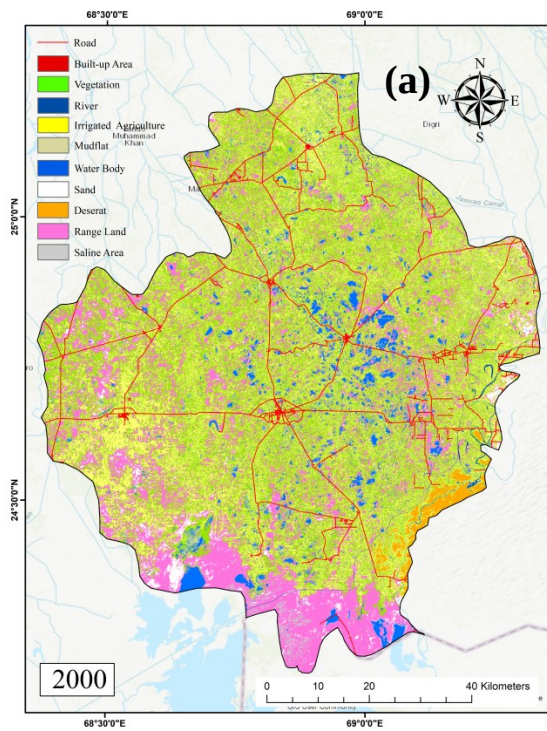 68°30'0"E 69°0'0"E
(a)
N
W E
S
Road
Built-up Area
Vegetation
River
Irrigated Agriculture
Mudflat
Water Body
Sand
Deserat
Range Land
Saline Area
Muhammad
Khan
Digri
Ma
Jamrao Canal
25°0'0"N
24°30'0"N
2000
0 10 20 40 Kilometers
68°30'0"E 69°0'0"E